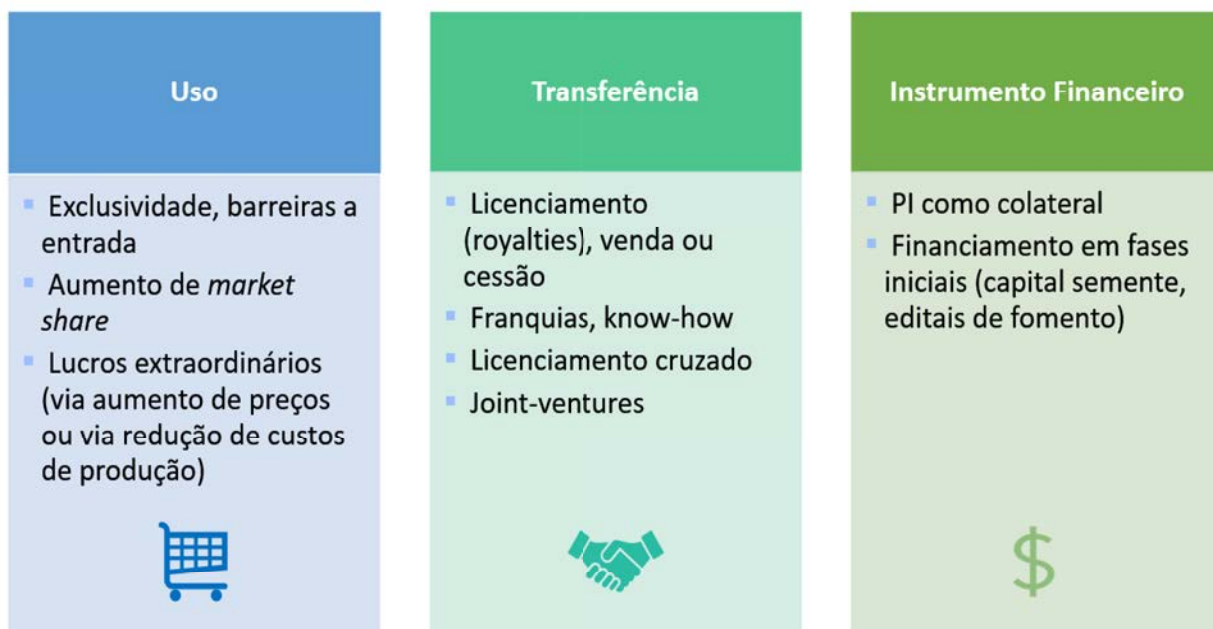 Uso
▪ Exclusividade, barreiras a
entrada
▪ Aumento de market
share
▪ Lucros extraordinários
(via aumento de preços
ou via redução de custos
de produção)
Transferência
▪ Licenciamento
(royalties), venda ou
cessão
▪ Franquias, know-how
▪ Licenciamento cruzado
▪ Joint-ventures
Instrumento Financeiro
▪ PI como colateral
▪ Financiamento em fases
iniciais (capital semente,
editais de fomento)
$